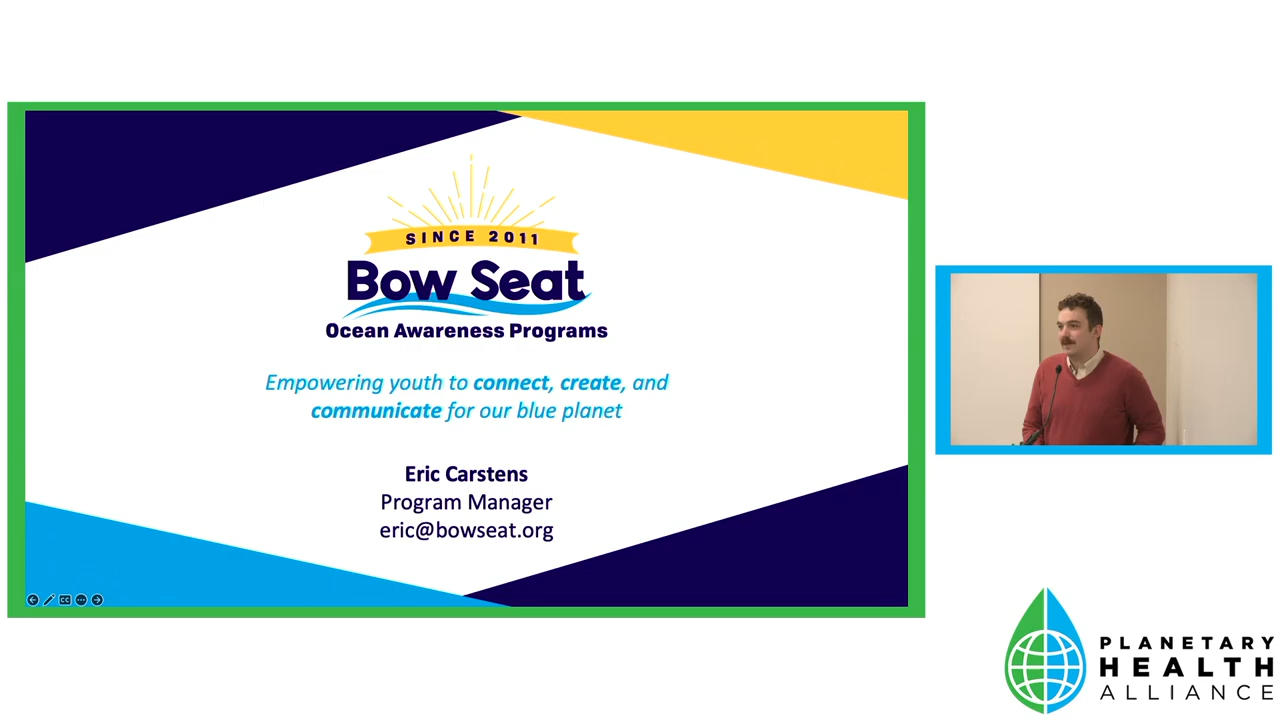 SINCE 2011
Bow Seat
Ocean Awareness Programs
Empowering youth to connect, create, and
communicate for our blue planet
Eric Carstens
Program Manager
eric@bowseat.org
CC
PLANETARY
HEALTH
ALLIANCE